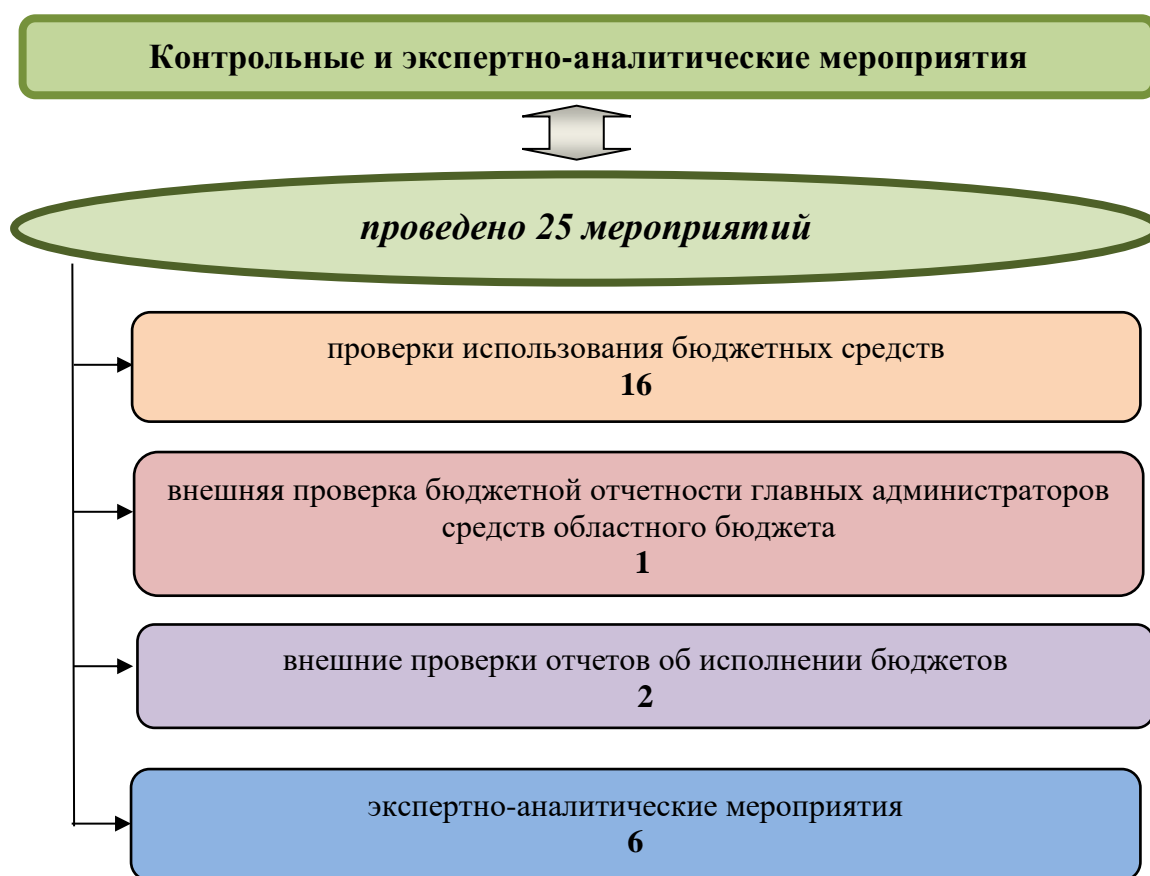 Контрольные и экспертно-аналитические мероприятия
проведено 25 мероприятий
проверки использования бюджетных средств
16
внешняя проверка бюджетной отчетности главных администраторов
средств областного бюджета
1
внешние проверки отчетов об исполнении бюджетов
2
экспертно-аналитические мероприятия
6